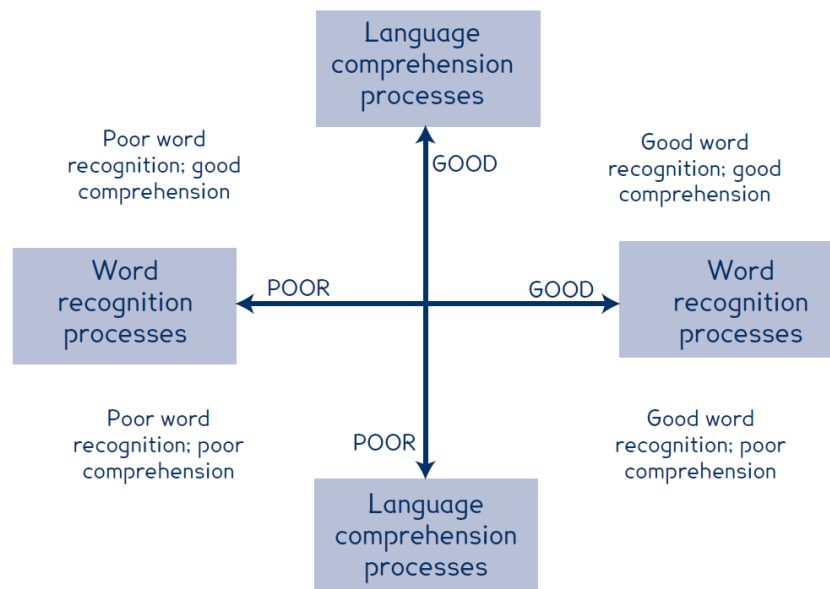 Language
comprehension
processes
Poor word
recognition; good
comprehension
GOOD
Good word
recognition; good
comprehension
Word
recognition
processes
POOR
GOOD
Word
recognition
processes
Poor word
recognition; poor
comprehension
POOR
Good word
recognition; poor
comprehension
Language
comprehension
processes